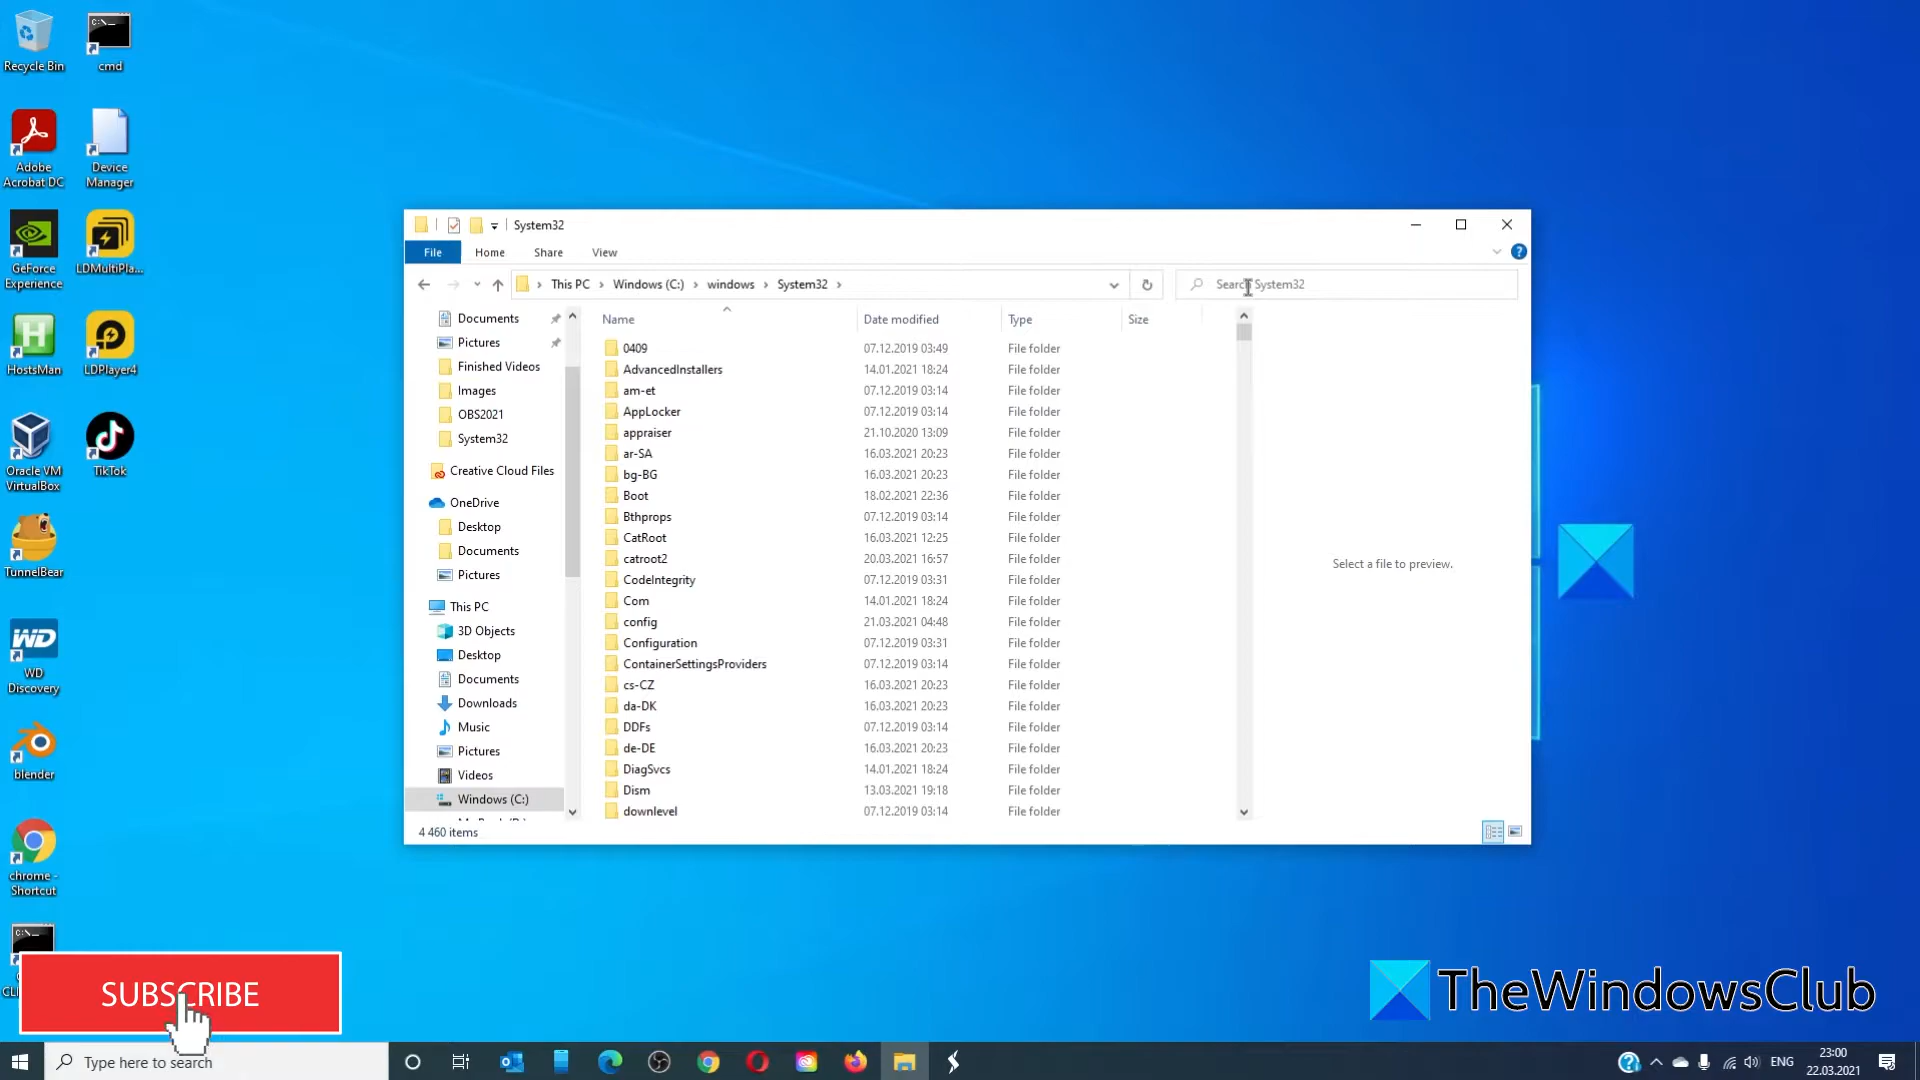 Recycle Bin
cmd
Adobe
Acrobat DC
Device
Manager
GeForce
Experience
LDMultiPla...
HostsMan
LDPlayer4
Oracle VM
VirtualBox
TikTok
TunnelBear
WD
Discovery
blender
chrome -
Shortcut
System32
File
Home
Share
View
This PC
Windows (C:)
windows
System32
Search System32
Documents
Pictures
Finished Videos
Images
OBS2021
System32
Creative Cloud Files
OneDrive
Desktop
Documents
Pictures
This PC
3D Objects
Desktop
Documents
Downloads
Music
Pictures
Videos
Windows (C:)
Name Date modified Type Size
0409 07.12.2019 03:49 File folder
AdvancedInstallers 14.01.2021 18:24 File folder
am-et 07.12.2019 03:14 File folder
AppLocker 07.12.2019 03:14 File folder
appraiser 21.10.2020 13:09 File folder
ar-SA 16.03.2021 20:23 File folder
bg-BG 16.03.2021 20:23 File folder
Boot 18.02.2021 22:36 File folder
Bthprops 07.12.2019 03:14 File folder
CatRoot 16.03.2021 12:25 File folder
catroot2 20.03.2021 16:57 File folder
CodeIntegrity 07.12.2019 03:31 File folder
Com 14.01.2021 18:24 File folder
config 21.03.2021 04:48 File folder
Configuration 07.12.2019 03:31 File folder
ContainerSettingsProviders 07.12.2019 03:14 File folder
cs-CZ 16.03.2021 20:23 File folder
da-DK 16.03.2021 20:23 File folder
DDFs 07.12.2019 03:14 File folder
de-DE 16.03.2021 20:23 File folder
DiagSvcs 14.01.2021 18:24 File folder
Dism 13.03.2021 19:18 File folder
downlevel 07.12.2019 03:14 File folder
Select a file to preview.
4 460 items
SUBSCRIBE
TheWindowsClub
Type here to search
ENG
23:00
22.03.2021